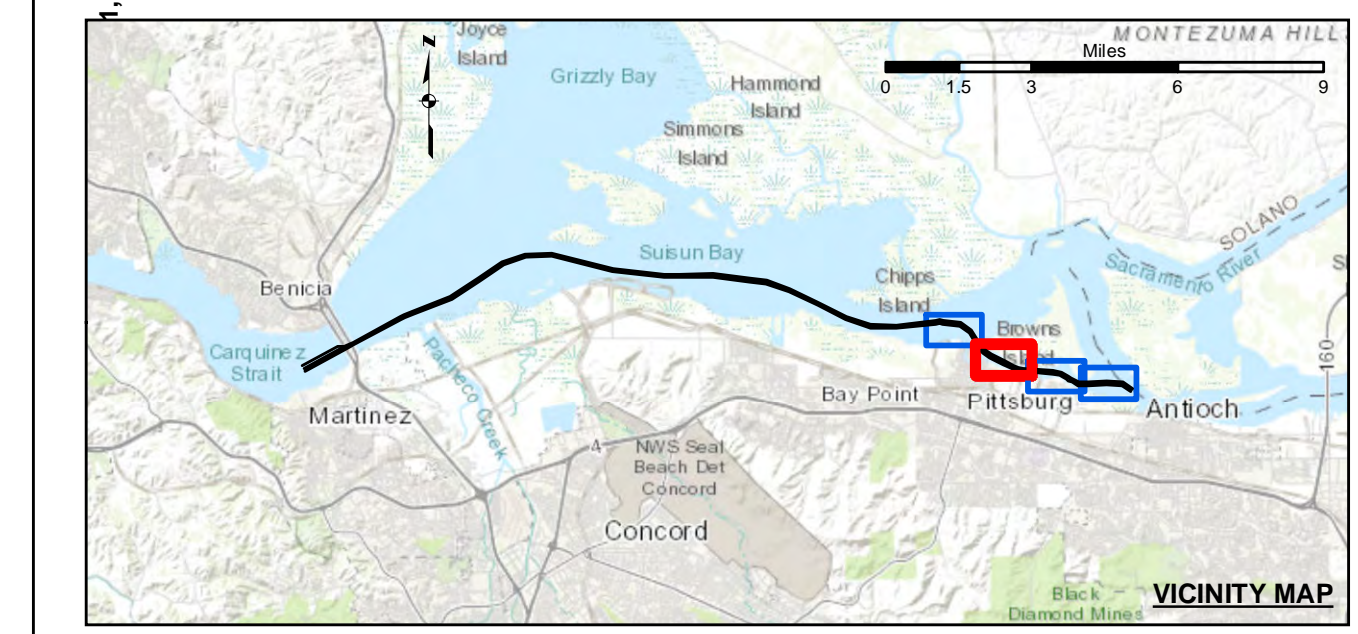 1,
Joyce
Island
N
Grizzly Bay
Hammond
Island
Simmons
Island
MONTEZUMA HILL
Miles
0 1.5 3 6 9
Suisun Bay
Chipps
Island
SOLANO
Sacramento River
Benicia
Carquinez
Strait
Pacheco Creek
Browns
Island
Martinez
Bay Point
Pittsburg
Antioch
160
4
NWS Seal
Beach Det
Concord
Concord
Black
Diamond Mines
VICINITY MAP